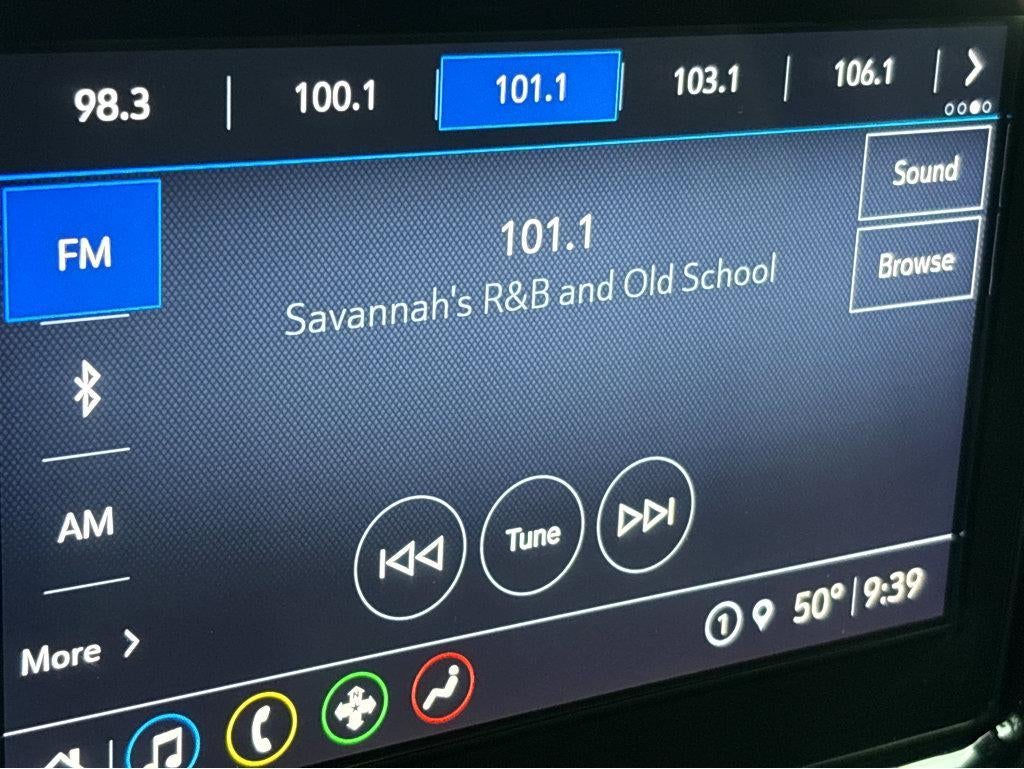 98.3 | 100.1 101.1 103.1 | 106.1 |
Sound
FM
101.1
Browse
Savannah's R&B and Old School
AM
Tune
1 50° | 9:39
More
N